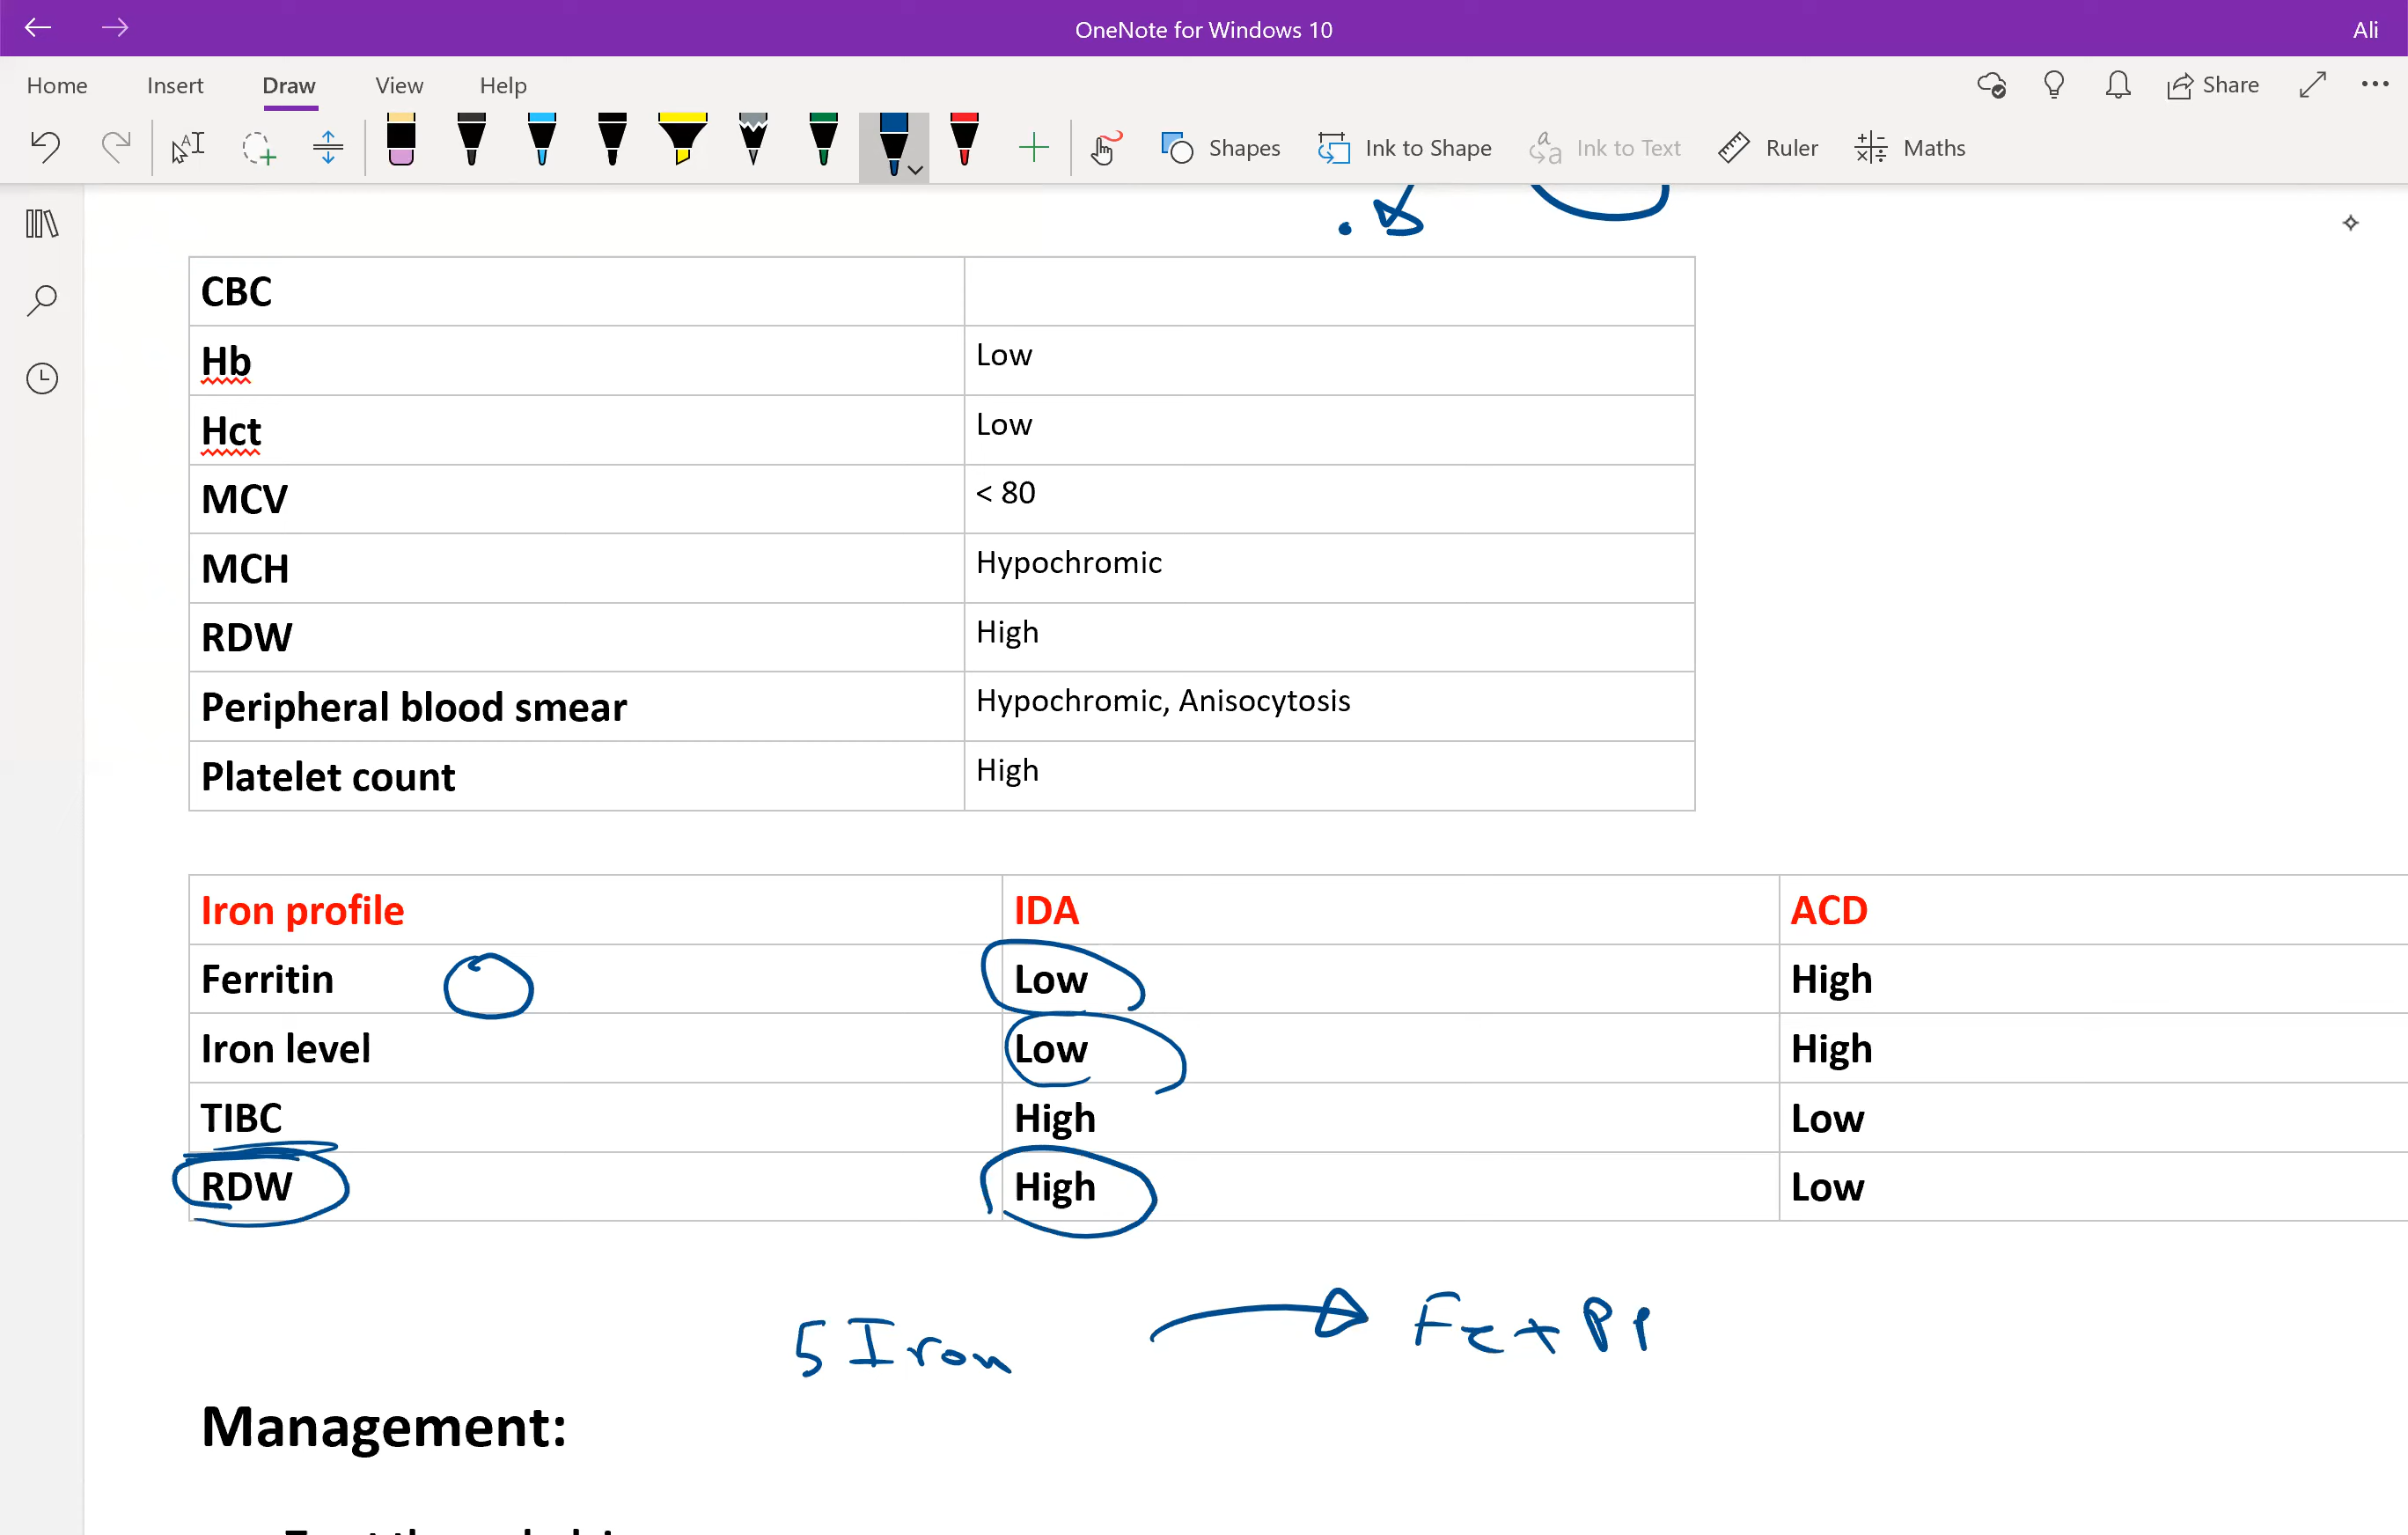 OneNote for Windows 10
Ali
Home Insert Draw View Help Share
Shapes Ink to Shape Ink to Text Ruler Maths
CBC
Hb Low
Hct Low
MCV < 80
MCH Hypochromic
RDW High
Peripheral blood smear Hypochromic, Anisocytosis
Platelet count High
Iron profile IDA ACD
Ferritin Low High
Iron level Low High
TIBC High Low
RDW High Low
5 Iron
Management: